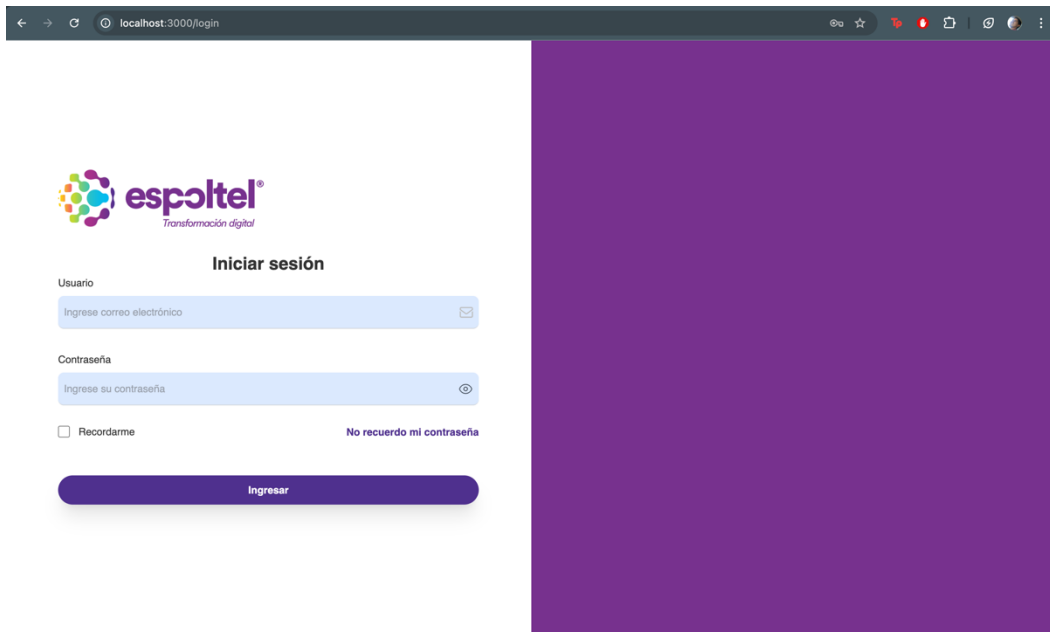 localhost:3000/login
espoltel®
Transformación digital
Iniciar sesión
Usuario
Ingrese correo electrónico
Contraseña
Ingrese su contraseña
Recordarme
No recuerdo mi contraseña
Ingresar